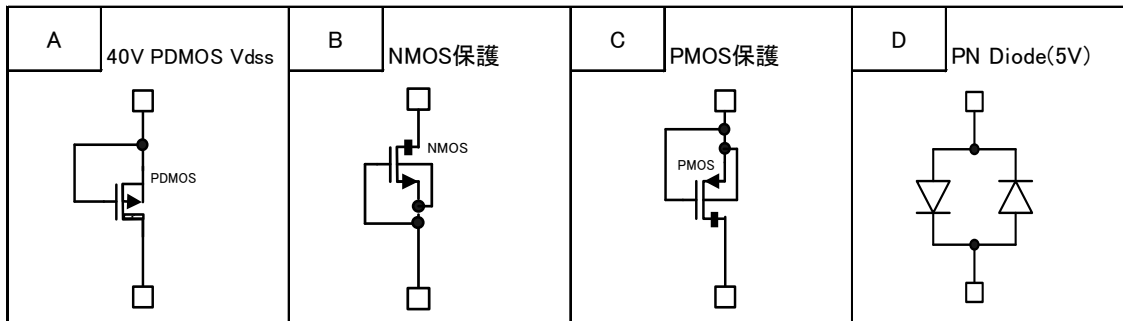 A
40V PDMOS Vdss
PDMOS
B
NMOS保護
NMOS
C
PMOS保護
PMOS
D
PN Diode(5V)